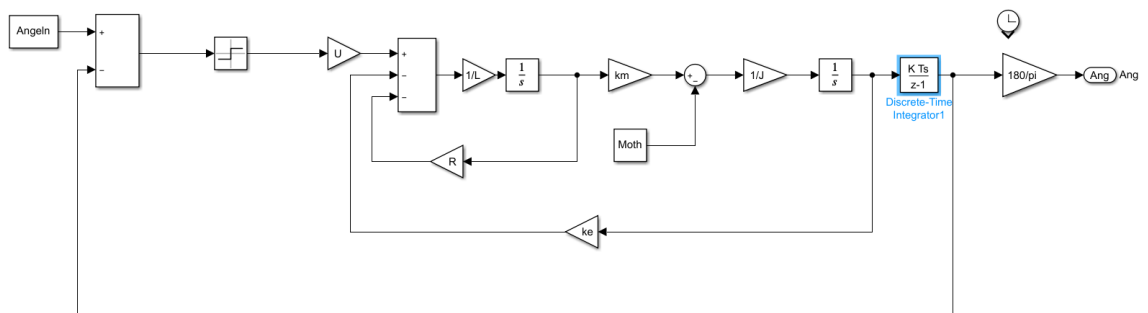 AngeIn
+
−
U
+
−
−
1/L
1
s
km
+
−
1/J
1
s
K Ts
z-1
Discrete-Time
Integrator1
180/pi
Ang
Ang
Moth
R
ke